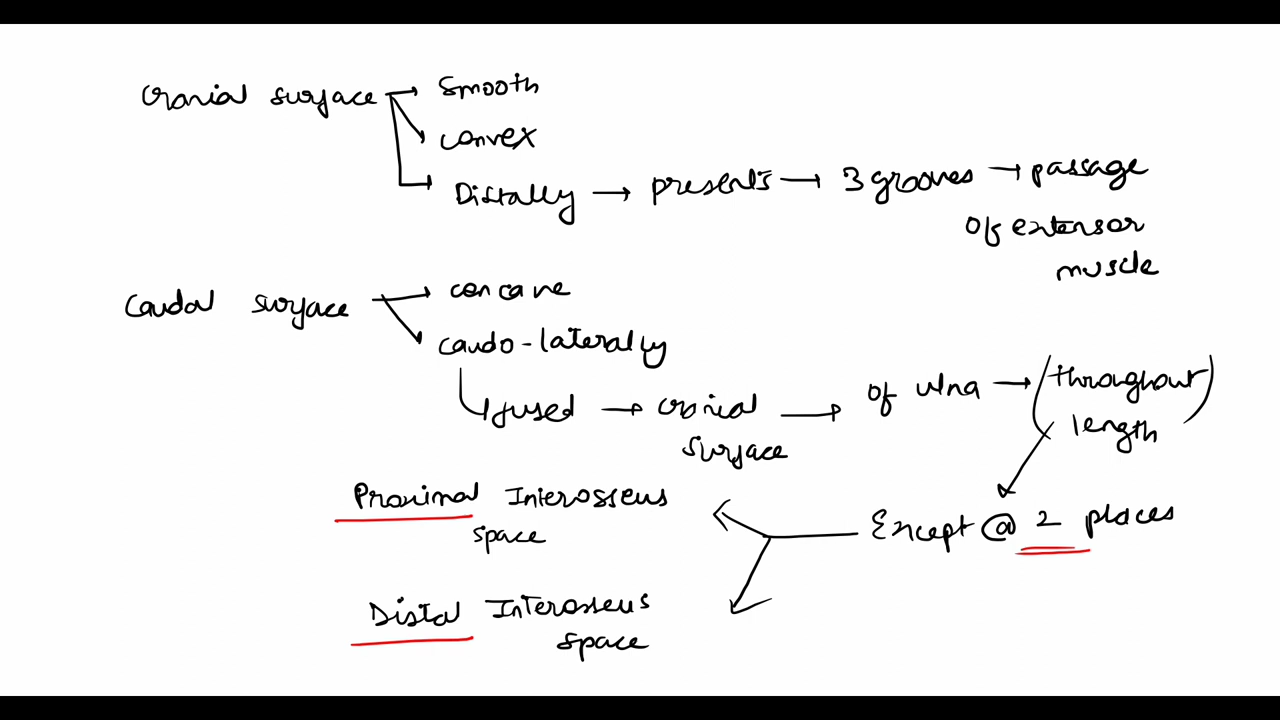 Cranial surface → Smooth
→ convex
→ Distally → presents → 3 grooves → passage
of extensor
muscle
Caudal surface → concave
→ caudo-laterally
→ fused → cranial → of ulna → (throughout
surface length)
Except @ 2 places
Proximal Interosseus
space
Distal Interosseus
space